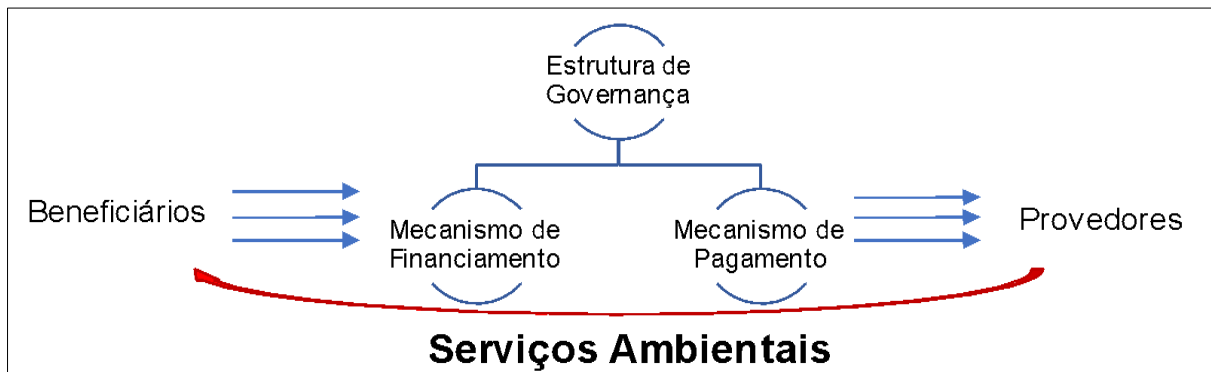 Estrutura de
Governança
Beneficiários
Mecanismo de
Financiamento
Mecanismo de
Pagamento
Provedores
Serviços Ambientais